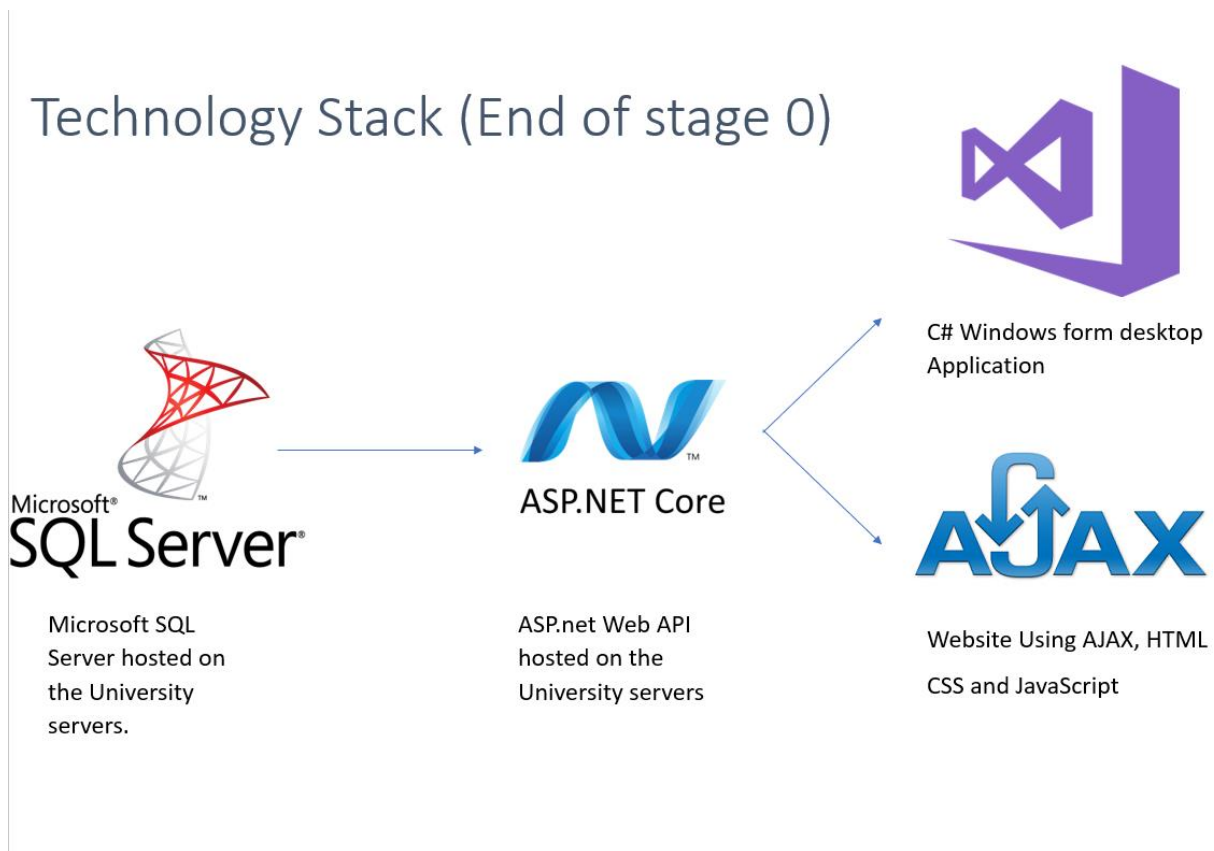 Technology Stack (End of stage 0)
C# Windows form desktop
Application
Microsoft®
SQL Server®
™
™
ASP.NET Core
AJAX
Microsoft SQL
Server hosted on
the University
servers.
ASP.net Web API
hosted on the
University servers
Website Using AJAX, HTML
CSS and JavaScript